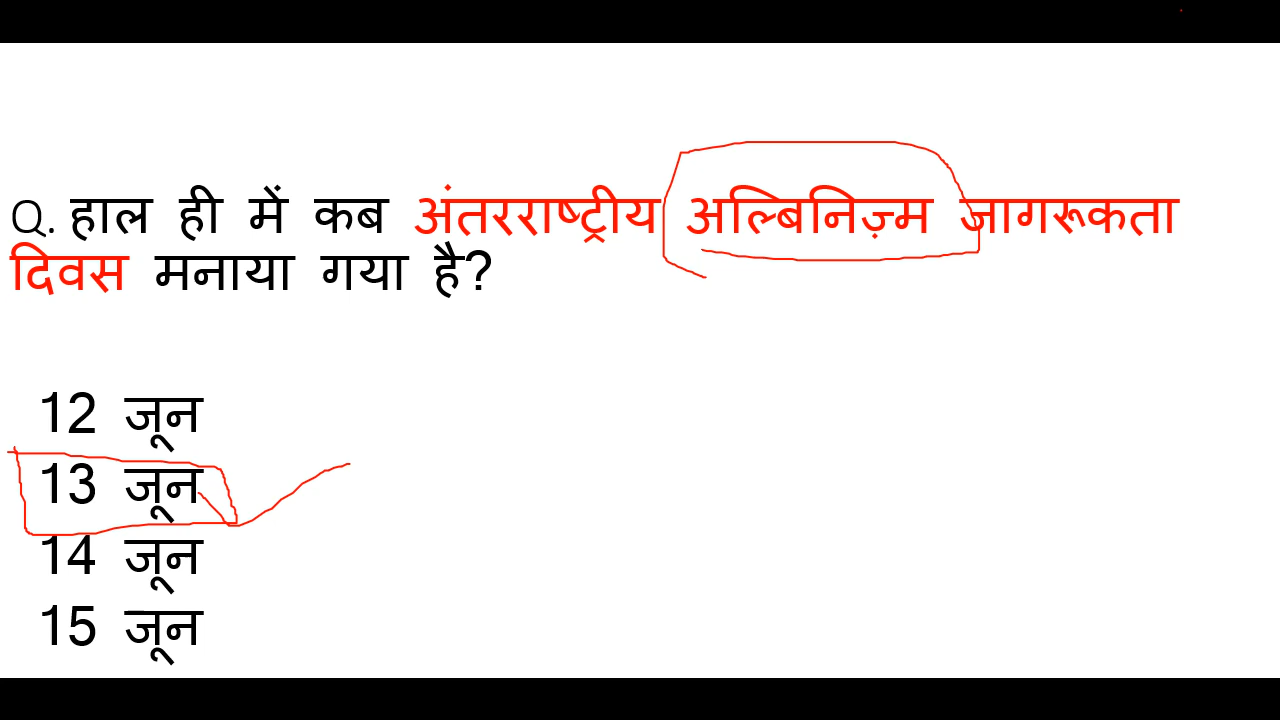 Q. हाल ही में कब अंतरराष्ट्रीय अल्बिनिज़्म जागरूकता
दिवस मनाया गया है?
12 जून
13 जून
14 जून
15 जून